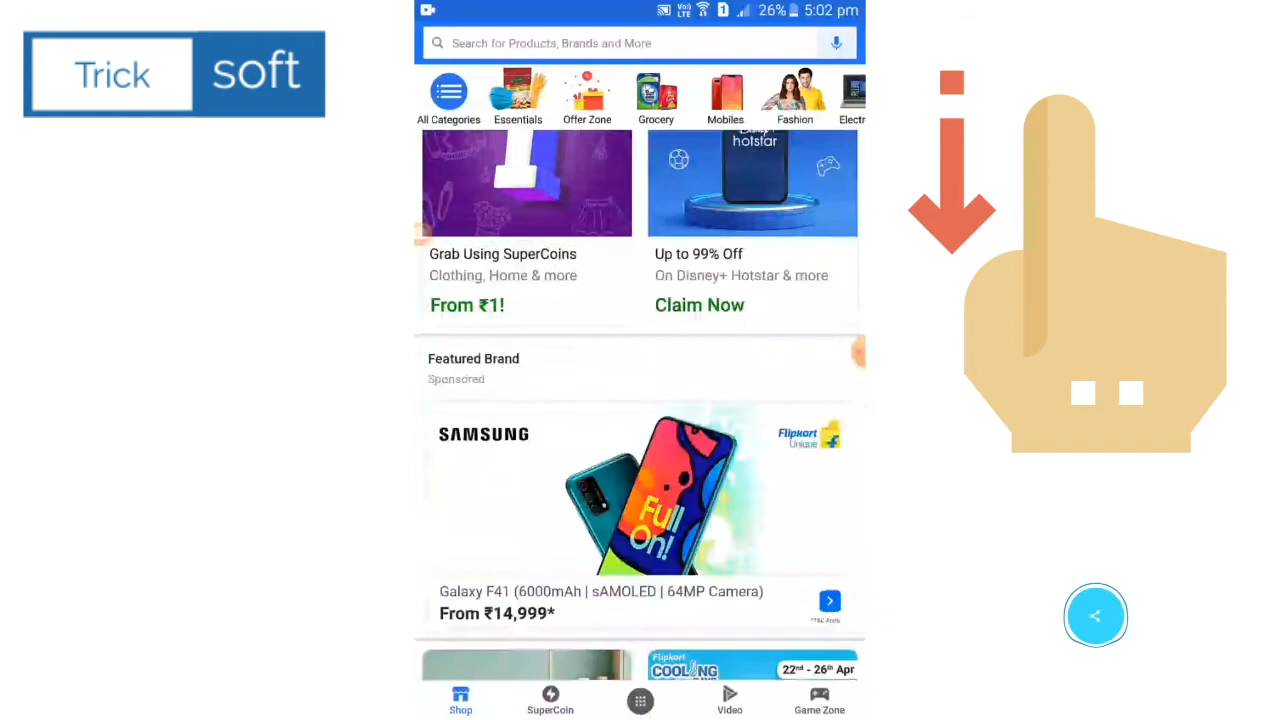 Trick soft
VoD LTE 1 26% 5:02 pm
Search for Products, Brands and More
All Categories Essentials Offer Zone Grocery Mobiles Fashion Electr
hotstar
Grab Using SuperCoins
Clothing, Home & more
From ₹1!
Up to 99% Off
On Disney+ Hotstar & more
Claim Now
Featured Brand
Sponsored
SAMSUNG
Flipkart
Unique
Full
On!
Galaxy F41 (6000mAh | sAMOLED | 64MP Camera)
From ₹14,999*
Flipkart
COOLING
22nd - 26th Apr
Shop SuperCoin Video Game Zone